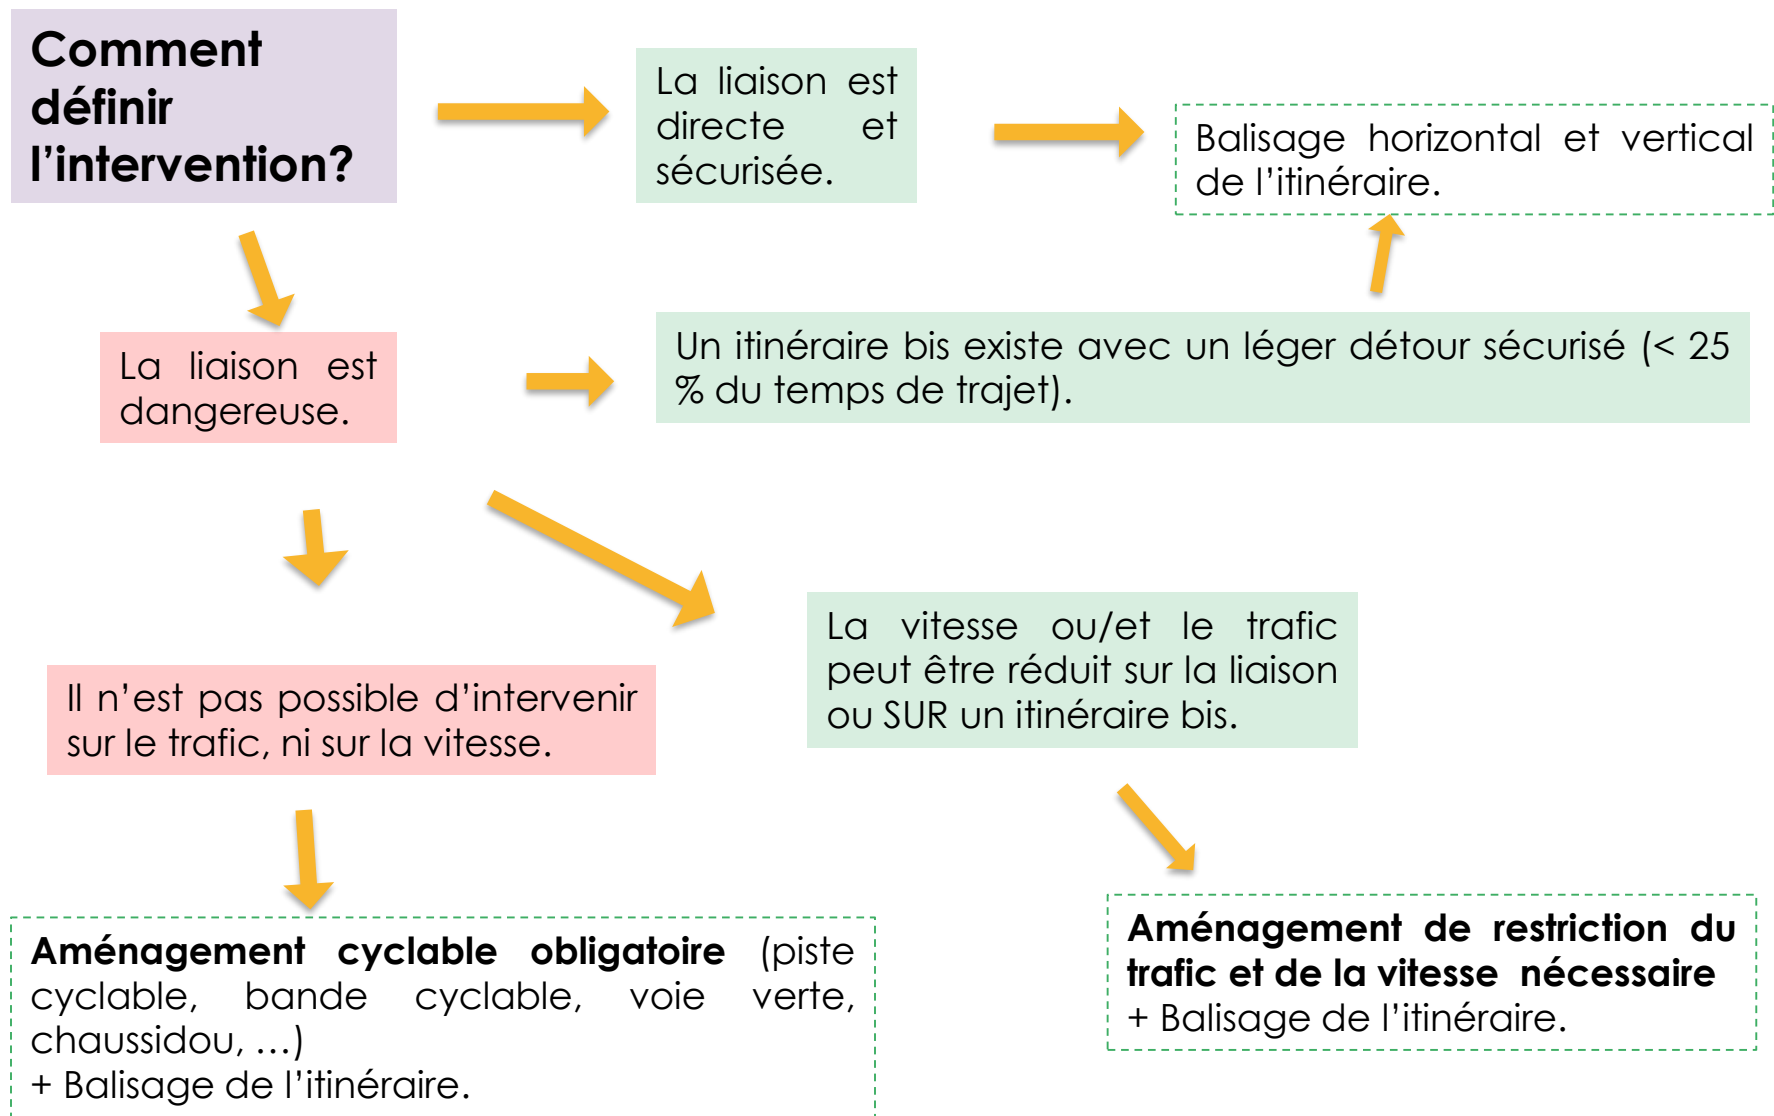 Comment
définir
l’intervention?
La liaison est
directe et
sécurisée.
Balisage horizontal et vertical
de l’itinéraire.
La liaison est
dangereuse.
Un itinéraire bis existe avec un léger détour sécurisé (< 25
% du temps de trajet).
Il n’est pas possible d’intervenir
sur le trafic, ni sur la vitesse.
La vitesse ou/et le trafic
peut être réduit sur la liaison
ou SUR un itinéraire bis.
Aménagement cyclable obligatoire (piste
cyclable, bande cyclable, voie verte,
chaussidou, …)
+ Balisage de l’itinéraire.
Aménagement de restriction du
trafic et de la vitesse nécessaire
+ Balisage de l’itinéraire.